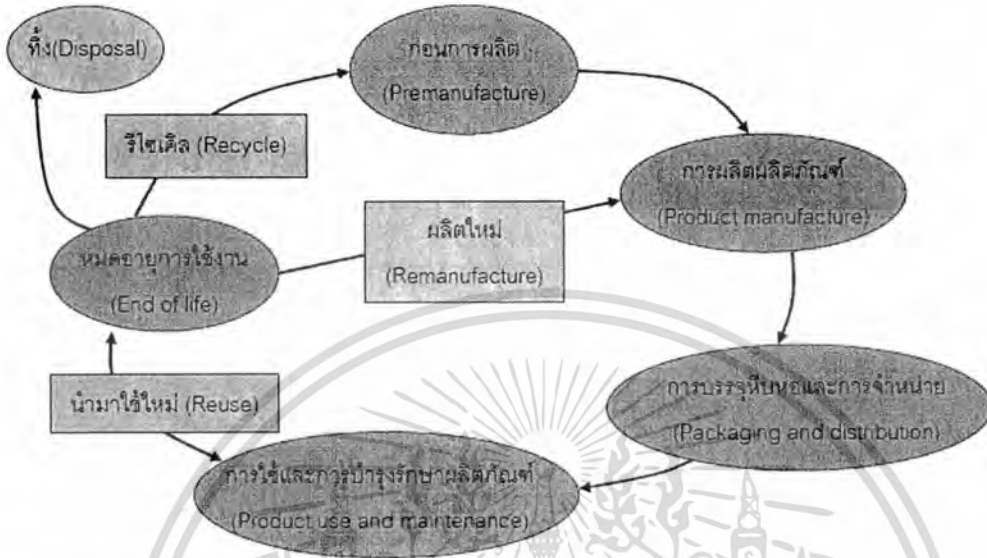 ทิ้ง(Disposal)
ก่อนการผลิต
(Premanufacture)
รีไซเคิล (Recycle)
การผลิตผลิตภัณฑ์
(Product manufacture)
ผลิตใหม่
(Remanufacture)
หมดอายุการใช้งาน
(End of life)
นำมาใช้ใหม่ (Reuse)
การบรรจุหีบห่อและการจำหน่าย
(Packaging and distribution)
การใช้และการบำรุงรักษาผลิตภัณฑ์
(Product use and maintenance)